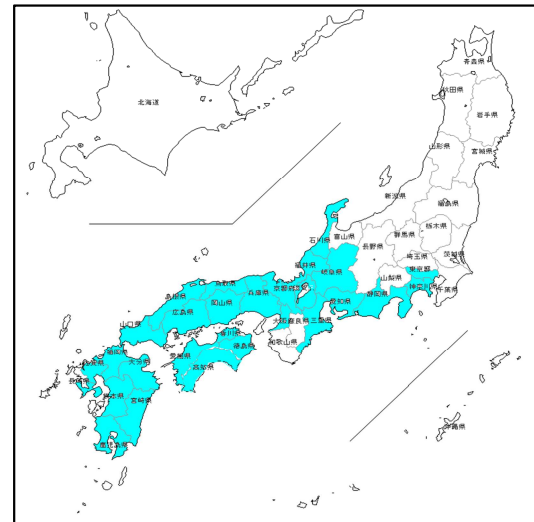 北海道
青森県
秋田県
岩手県
山形県
宮城県
新潟県
福島県
石川県
富山県
長野県
群馬県
栃木県
茨城県
埼玉県
福井県
岐阜県
山梨県
東京都
神奈川県
千葉県
愛知県
静岡県
鳥取県
島根県
岡山県
兵庫県
京都府
広島県
山口県
大阪
奈良県
三重県
和歌山県
香川県
徳島県
愛媛県
高知県
福岡県
大分県
長崎県
熊本県
宮崎県
鹿児島県
沖縄県